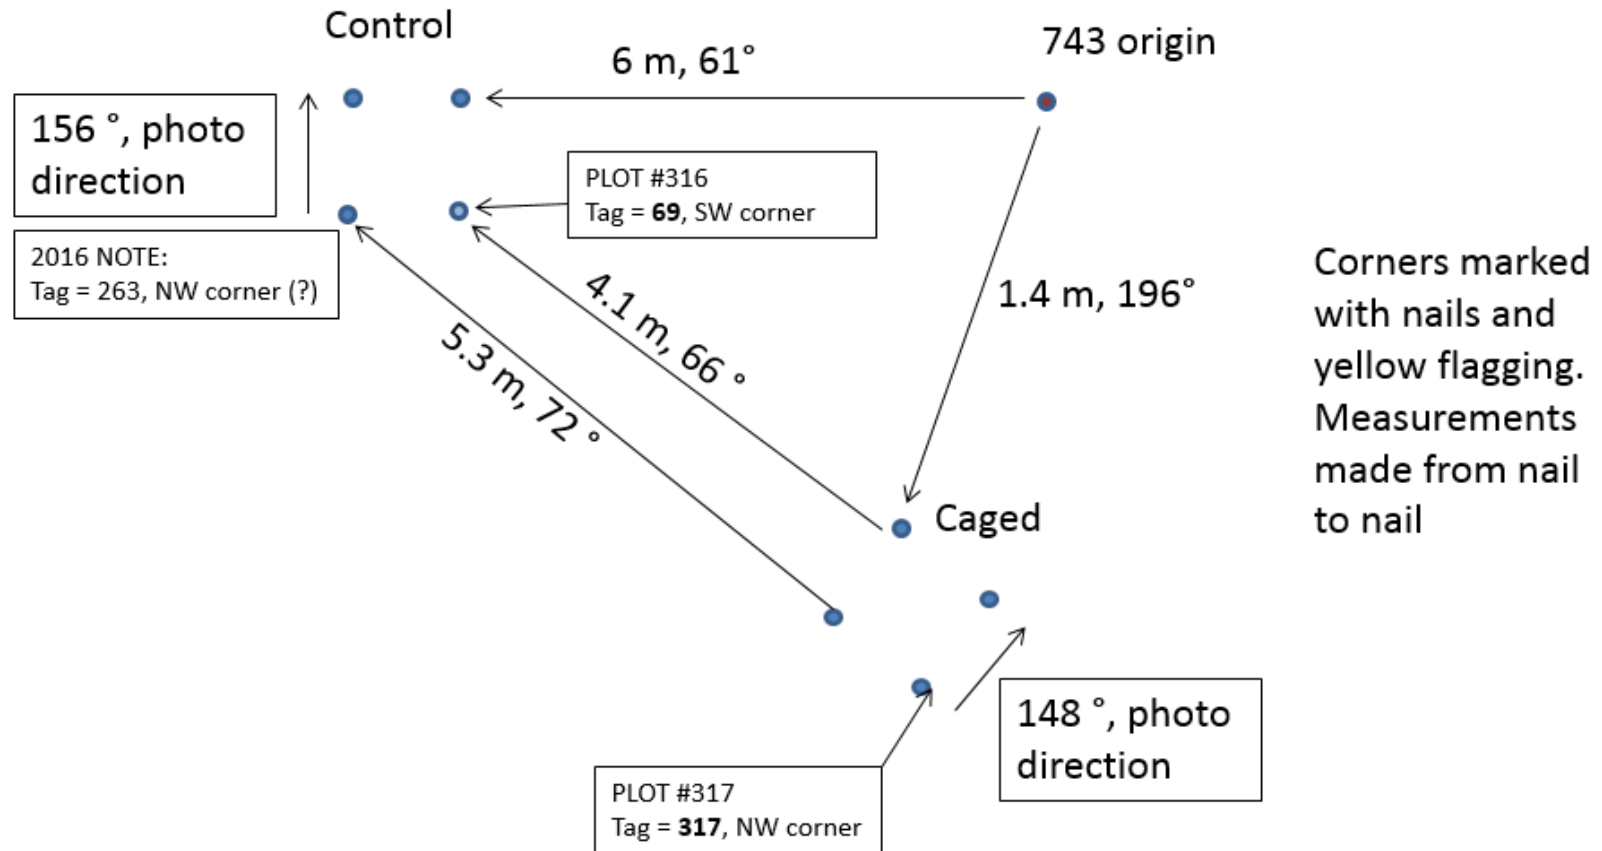 Control
743 origin
6 m, 61°
156 °, photo
direction
PLOT #316
Tag = 69, SW corner
2016 NOTE:
Tag = 263, NW corner (?)
4.1 m, 66 °
5.3 m, 72 °
1.4 m, 196°
Corners marked
with nails and
yellow flagging.
Measurements
made from nail
to nail
Caged
148 °, photo
direction
PLOT #317
Tag = 317, NW corner